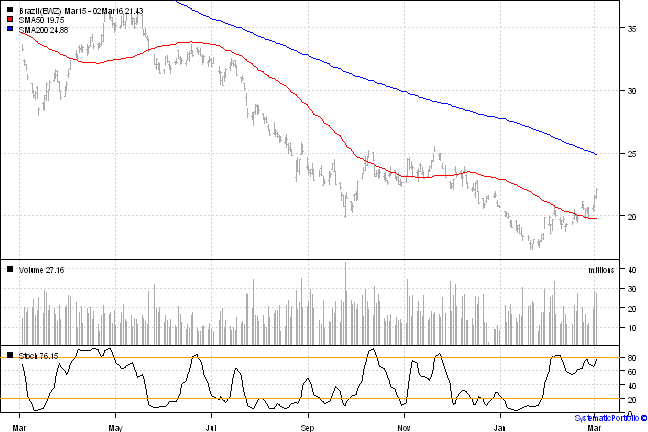 Brazil(EWZ) Mar15 - 02Mar16 21.43
SMA50 19.75
SMA200 24.88
35
30
25
20
Volume 27.16
millions
40
30
20
10
Stoch 76.15
80
60
40
20
0
Mar
May
Jul
Sep
Nov
Jan
Mar
SystematicPortfolio ©